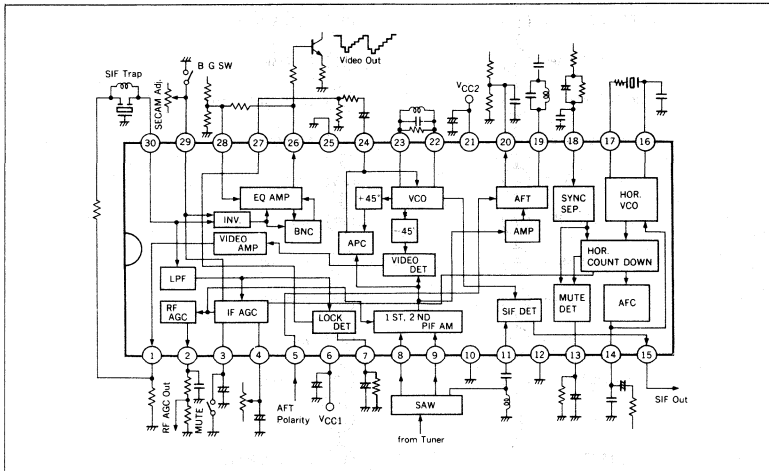 SIF Trap
SECAM Adj.
B G SW
Video Out
VCC2
30
29
28
27
26
25
24
23
22
21
20
19
18
17
16
EQ AMP
INV.
BNC
VIDEO AMP
LPF
RF AGC
IF AGC
APC
+45°
-45°
VCO
VIDEO DET
LOCK DET
1 ST, 2 ND PIF AM
AFT
AMP
SIF DET
SYNC SEP.
HOR. VCO
HOR. COUNT DOWN
MUTE DET
AFC
1
2
3
4
5
6
7
8
9
10
11
12
13
14
15
RF AGC Out
MUTE
AFT Polarity
VCC1
SAW
from Tuner
SIF Out